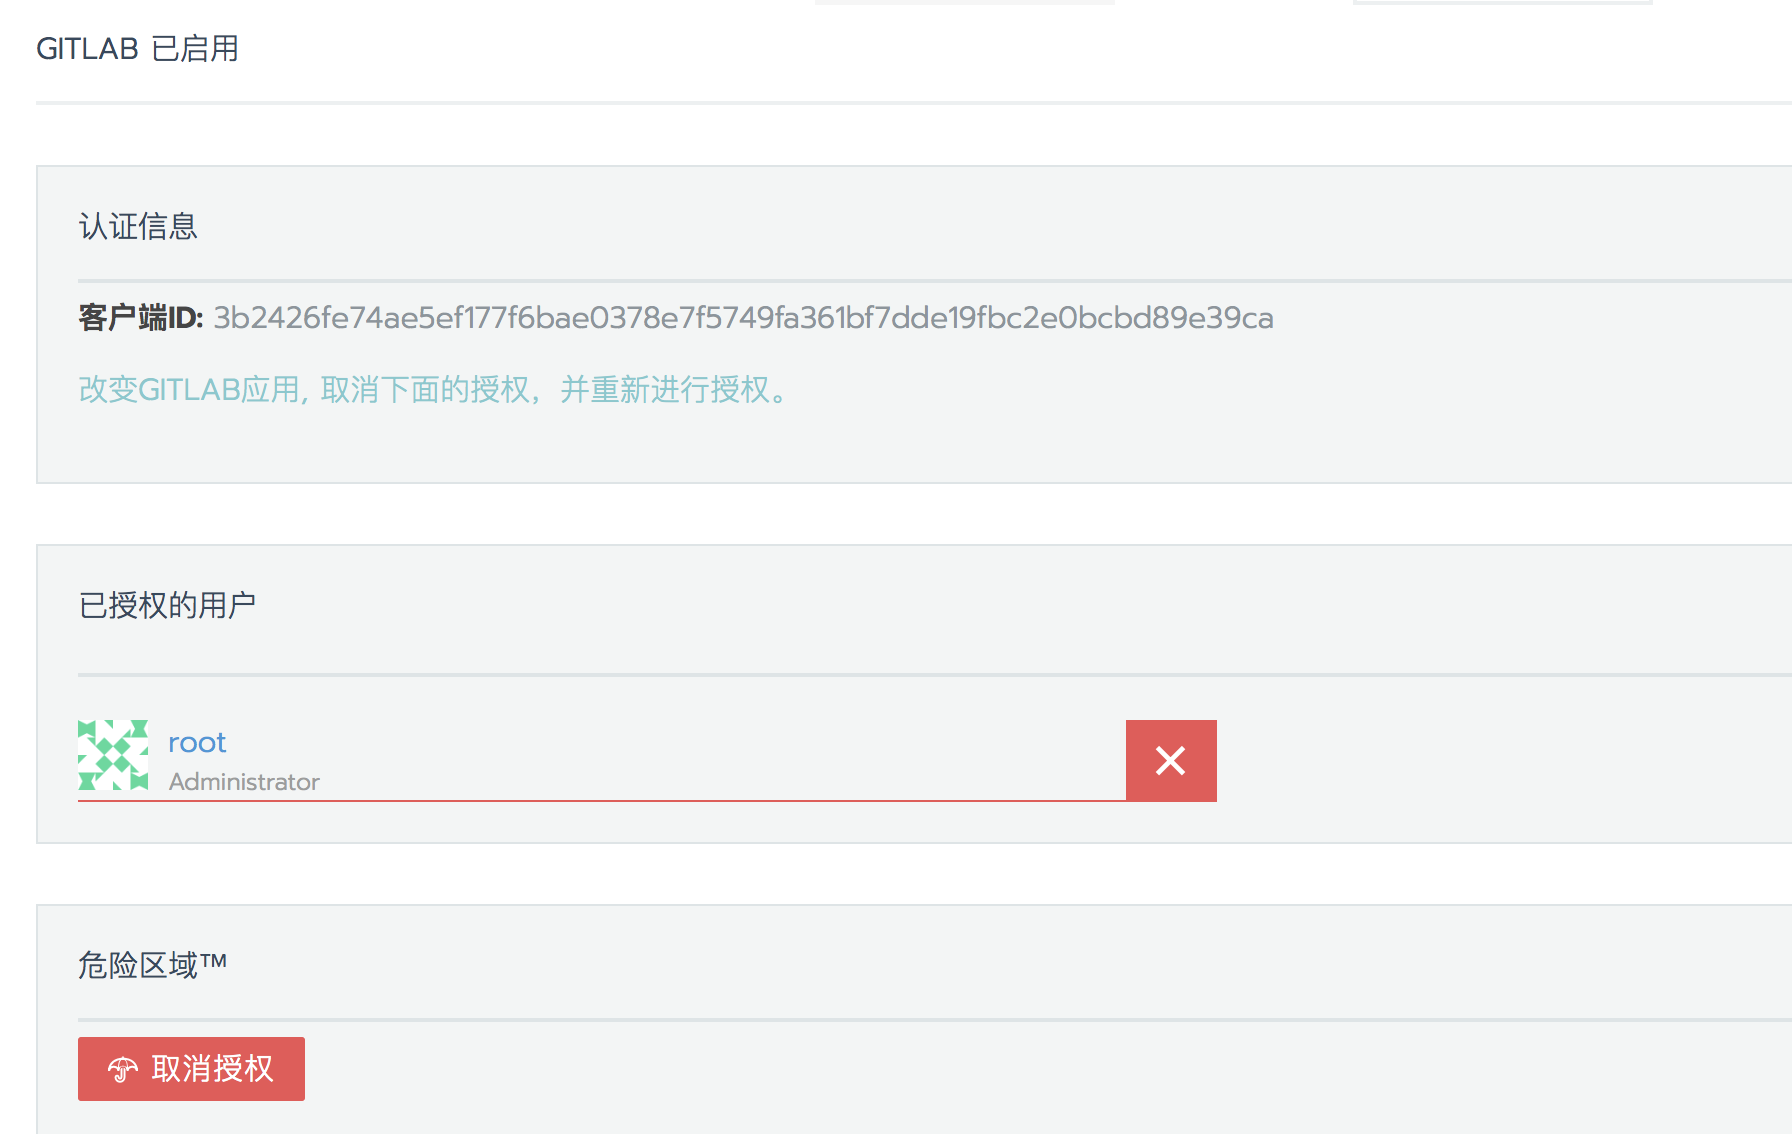 GITLAB 已启用
认证信息
客户端ID: 3b2426fe74ae5ef177f6bae0378e7f5749fa361bf7dde19fbc2e0bcbd89e39ca
改变GITLAB应用, 取消下面的授权，并重新进行授权。
已授权的用户
root
Administrator
危险区域™
取消授权